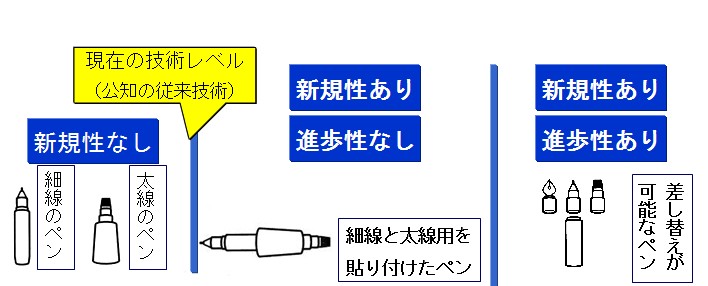 現在の技術レベル
（公知の従来技術）
新規性なし
細線のペン
太線のペン
新規性あり
進歩性なし
細線と太線用を
貼り付けたペン
新規性あり
進歩性あり
差し替えが
可能なペン